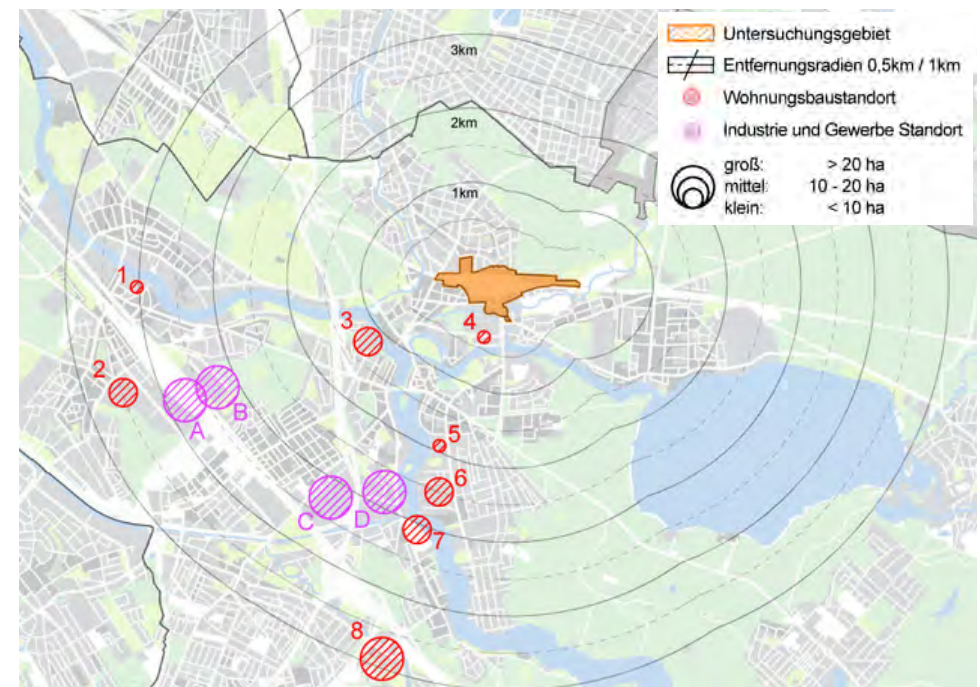 Untersuchungsgebiet
Entfernungsradien 0,5km / 1km
Wohnungsbaustandort
Industrie und Gewerbe Standort
groß: > 20 ha
mittel: 10 - 20 ha
klein: < 10 ha
3km
2km
1km
1
2
3
4
A
B
5
6
C
D
7
8